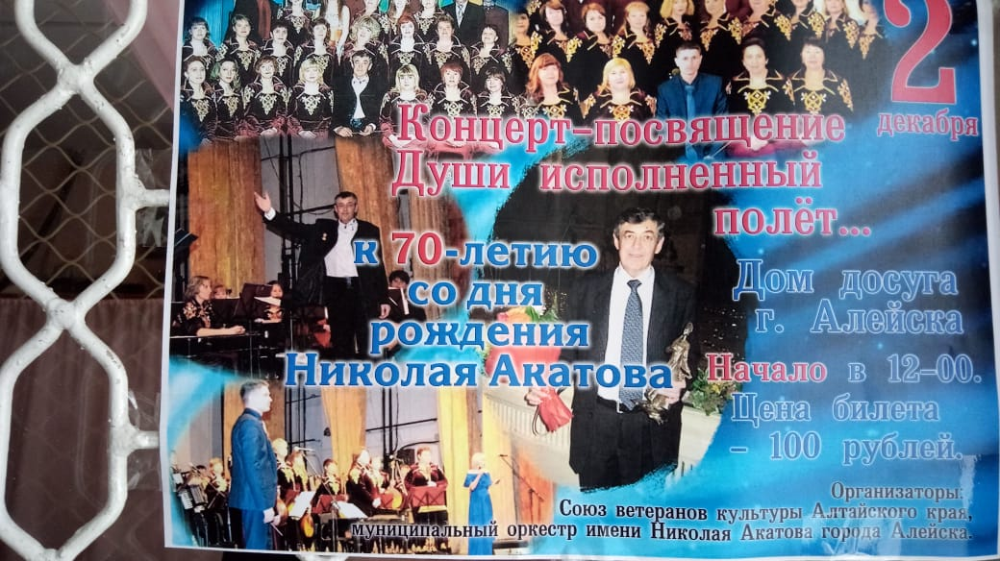 2
декабря
Концерт-посвящение
Души исполненный
полёт...
к 70-летию
со дня
рождения
Николая Акатова
Дом досуга
г. Алейска
Начало в 12-00.
Цена билета
- 100 рублей.
Организаторы:
Союз ветеранов культуры Алтайского края,
муниципальный оркестр имени Николая Акатова города Алейска.